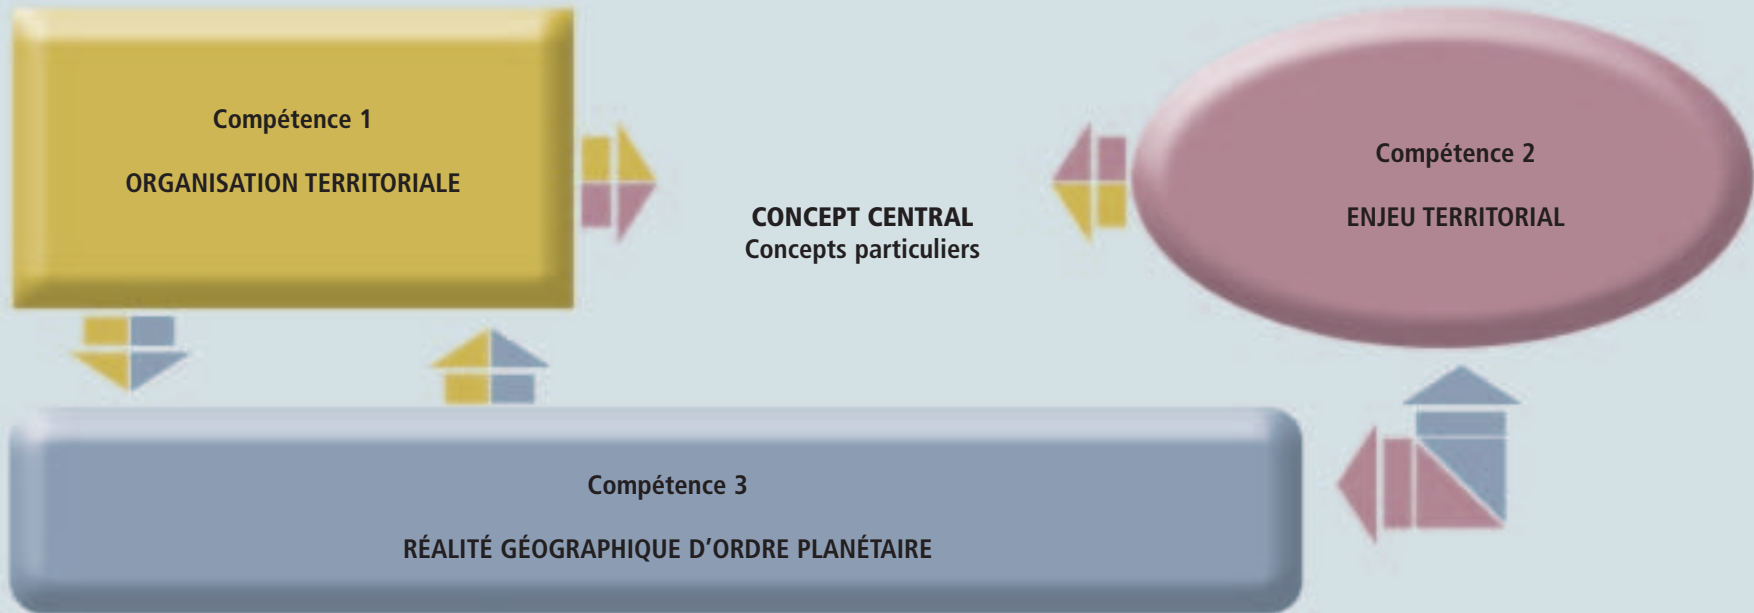 Compétence 1
ORGANISATION TERRITORIALE
CONCEPT CENTRAL
Concepts particuliers
Compétence 2
ENJEU TERRITORIAL
Compétence 3
RÉALITÉ GÉOGRAPHIQUE D’ORDRE PLANÉTAIRE